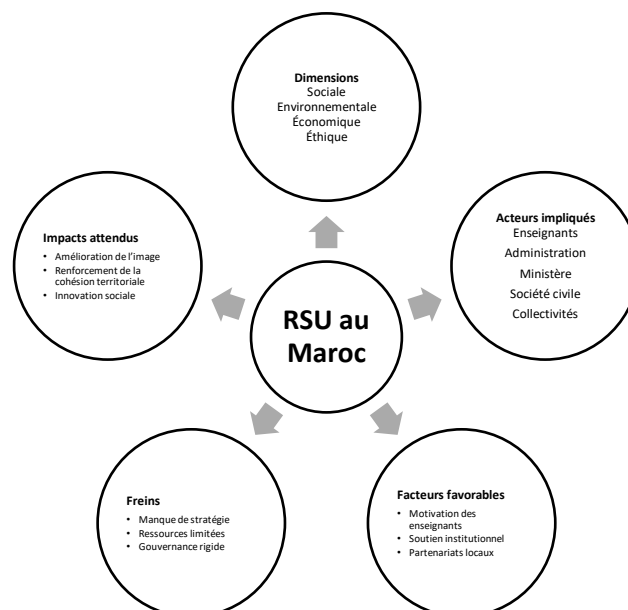 Dimensions
Sociale
Environnementale
Économique
Éthique
Impacts attendus
• Amélioration de l'image
• Renforcement de la
cohésion territoriale
• Innovation sociale
Acteurs impliqués
Enseignants
Administration
Ministère
Société civile
Collectivités
RSU au
Maroc
Freins
• Manque de stratégie
• Ressources limitées
• Gouvernance rigide
Facteurs favorables
• Motivation des
enseignants
• Soutien institutionnel
• Partenariats locaux